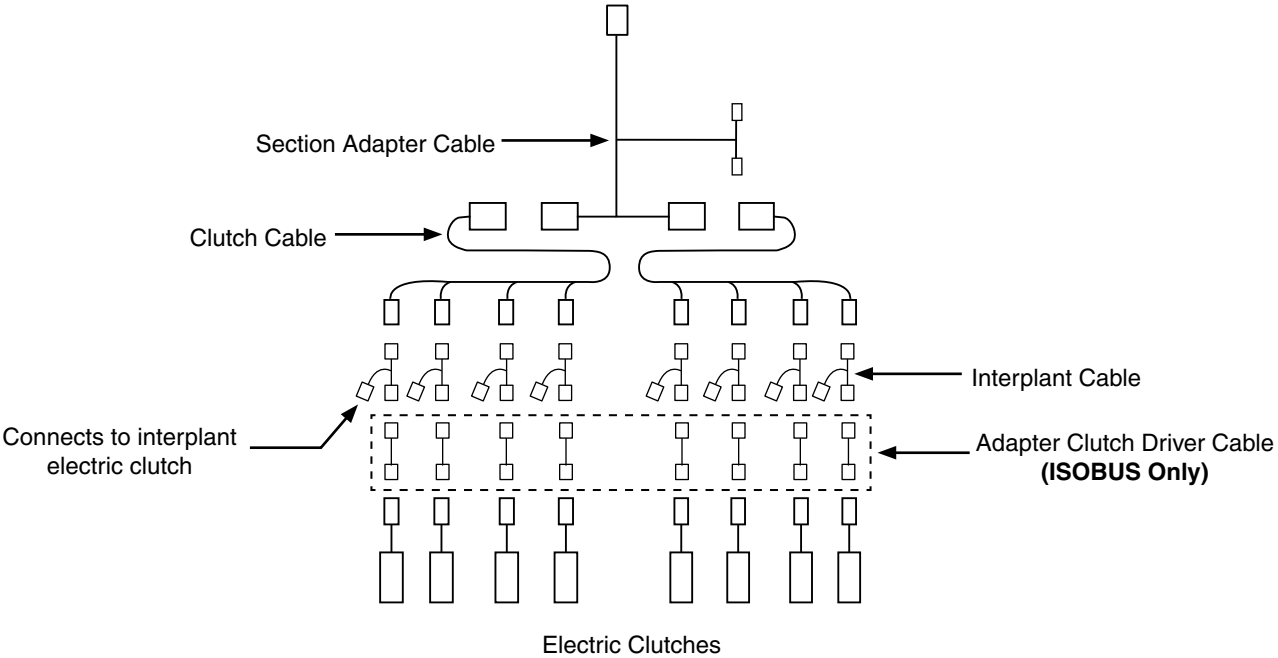 Section Adapter Cable
Clutch Cable
Interplant Cable
Connects to interplant
electric clutch
Adapter Clutch Driver Cable
(ISOBUS Only)
Electric Clutches